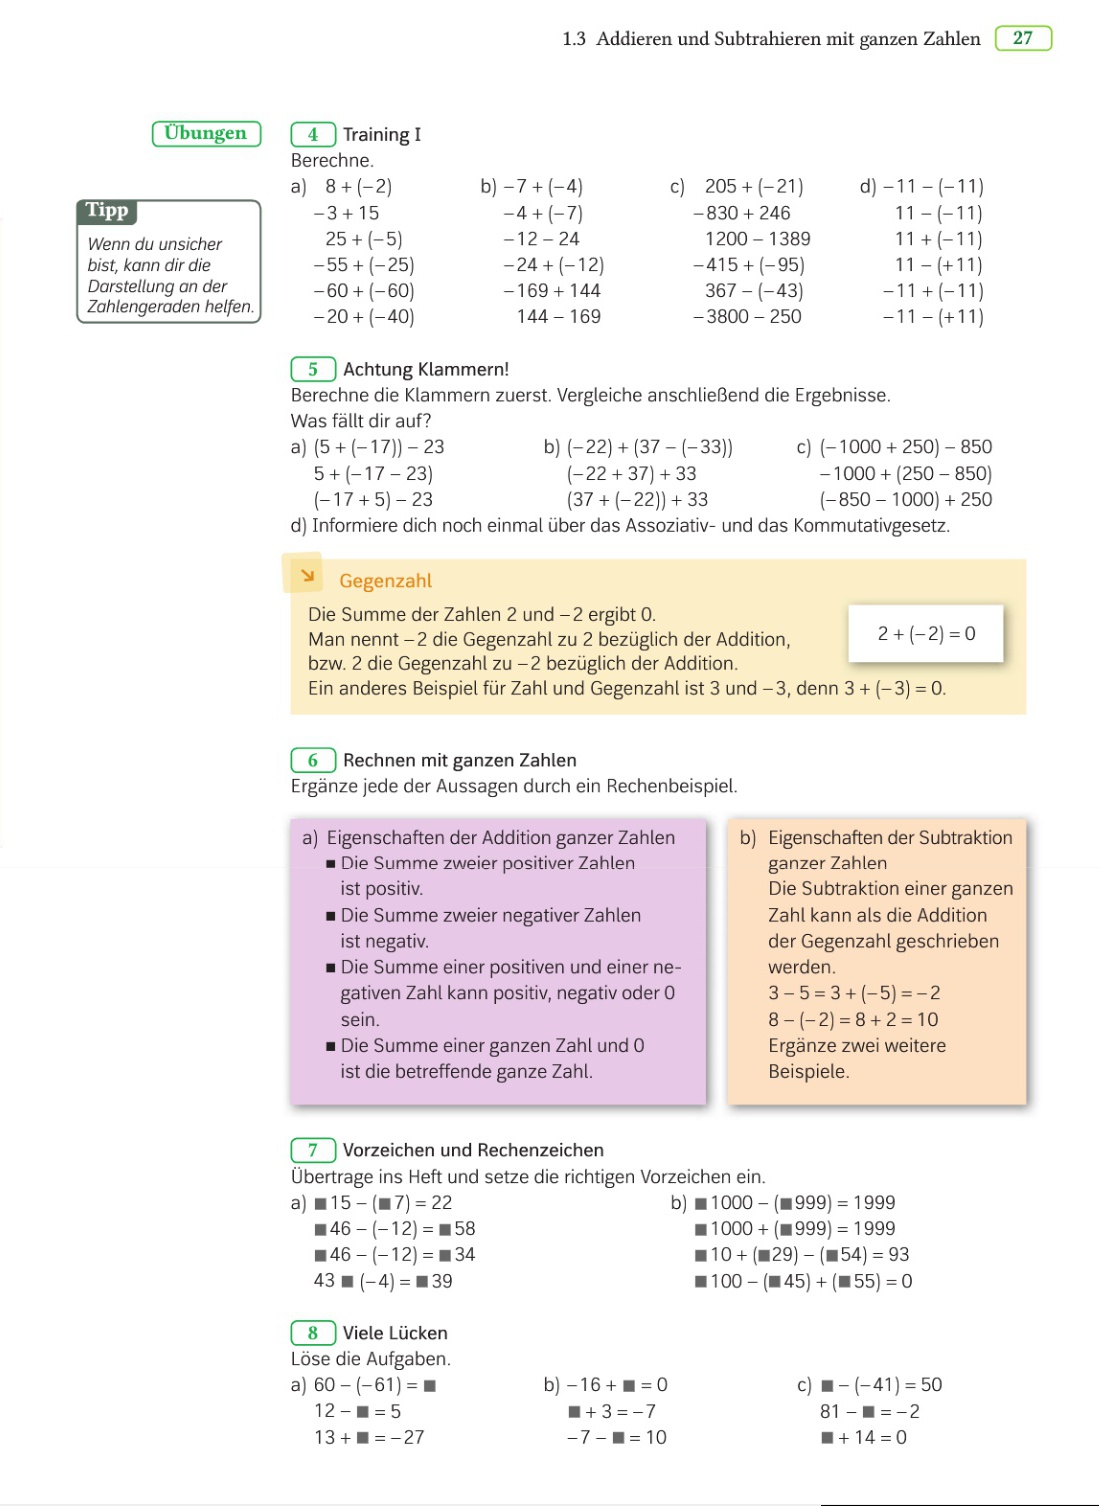 1.3 Addieren und Subtrahieren mit ganzen Zahlen 27
Übungen
Tipp
Wenn du unsicher
bist, kann dir die
Darstellung an der
Zahlengeraden helfen.
4 Training I
Berechne.
a) 8 + (−2) b) −7 + (−4) c) 205 + (−21) d) −11 − (−11)
−3 + 15 −4 + (−7) −830 + 246 11 − (−11)
25 + (−5) −12 − 24 1200 − 1389 11 + (−11)
−55 + (−25) −24 + (−12) −415 + (−95) 11 − (+11)
−60 + (−60) −169 + 144 367 − (−43) −11 + (−11)
−20 + (−40) 144 − 169 −3800 − 250 −11 − (+11)
5 Achtung Klammern!
Berechne die Klammern zuerst. Vergleiche anschließend die Ergebnisse.
Was fällt dir auf?
a) (5 + (−17)) − 23 b) (−22) + (37 − (−33)) c) (−1000 + 250) − 850
5 + (−17 − 23) (−22 + 37) + 33 −1000 + (250 − 850)
(−17 + 5) − 23 (37 + (−22)) + 33 (−850 − 1000) + 250
d) Informiere dich noch einmal über das Assoziativ- und das Kommutativgesetz.
Gegenzahl
Die Summe der Zahlen 2 und −2 ergibt 0.
Man nennt −2 die Gegenzahl zu 2 bezüglich der Addition,
bzw. 2 die Gegenzahl zu −2 bezüglich der Addition.
Ein anderes Beispiel für Zahl und Gegenzahl ist 3 und −3, denn 3 + (−3) = 0.
2 + (−2) = 0
6 Rechnen mit ganzen Zahlen
Ergänze jede der Aussagen durch ein Rechenbeispiel.
a) Eigenschaften der Addition ganzer Zahlen
■ Die Summe zweier positiver Zahlen
ist positiv.
■ Die Summe zweier negativer Zahlen
ist negativ.
■ Die Summe einer positiven und einer ne-
gativen Zahl kann positiv, negativ oder 0
sein.
■ Die Summe einer ganzen Zahl und 0
ist die betreffende ganze Zahl.
b) Eigenschaften der Subtraktion
ganzer Zahlen
Die Subtraktion einer ganzen
Zahl kann als die Addition
der Gegenzahl geschrieben
werden.
3 − 5 = 3 + (−5) = −2
8 − (−2) = 8 + 2 = 10
Ergänze zwei weitere
Beispiele.
7 Vorzeichen und Rechenzeichen
Übertrage ins Heft und setze die richtigen Vorzeichen ein.
a) ■ 15 − (■ 7) = 22 b) ■ 1000 − (■ 999) = 1999
■ 46 − (−12) = ■ 58 ■ 1000 + (■ 999) = 1999
■ 46 − (−12) = ■ 34 ■ 10 + (■ 29) − (■ 54) = 93
43 ■ (−4) = ■ 39 ■ 100 − (■ 45) + (■ 55) = 0
8 Viele Lücken
Löse die Aufgaben.
a) 60 − (−61) = ■ b) −16 + ■ = 0 c) ■ − (−41) = 50
12 − ■ = 5 ■ + 3 = −7 81 − ■ = −2
13 + ■ = −27 −7 − ■ = 10 ■ + 14 = 0